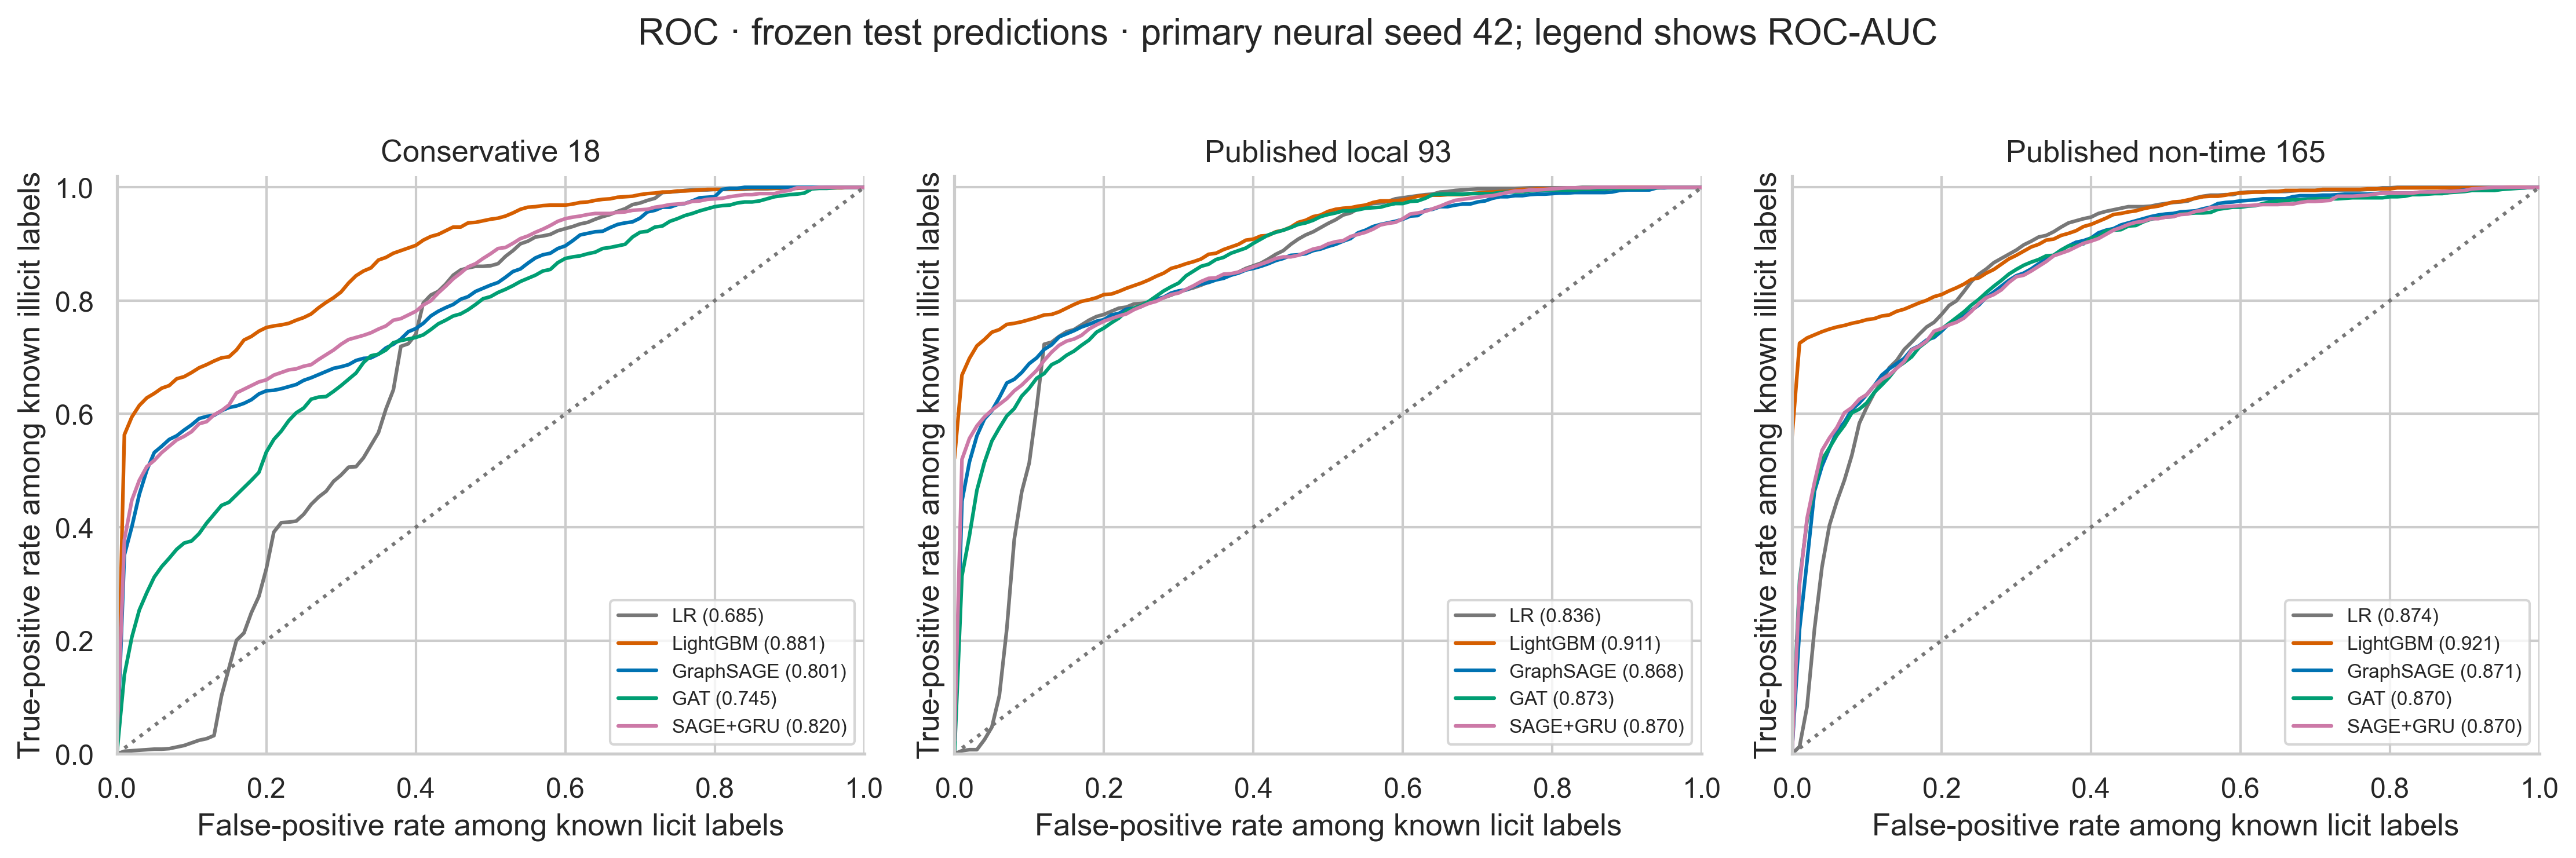 ROC · frozen test predictions · primary neural seed 42; legend shows ROC-AUC
Conservative 18
True-positive rate among known illicit labels
1.0
0.8
0.6
0.4
0.2
0.0
0.0 0.2 0.4 0.6 0.8 1.0
False-positive rate among known licit labels
LR (0.685)
LightGBM (0.881)
GraphSAGE (0.801)
GAT (0.745)
SAGE+GRU (0.820)
Published local 93
True-positive rate among known illicit labels
0.0 0.2 0.4 0.6 0.8 1.0
False-positive rate among known licit labels
LR (0.836)
LightGBM (0.911)
GraphSAGE (0.868)
GAT (0.873)
SAGE+GRU (0.870)
Published non-time 165
True-positive rate among known illicit labels
0.0 0.2 0.4 0.6 0.8 1.0
False-positive rate among known licit labels
LR (0.874)
LightGBM (0.921)
GraphSAGE (0.871)
GAT (0.870)
SAGE+GRU (0.870)